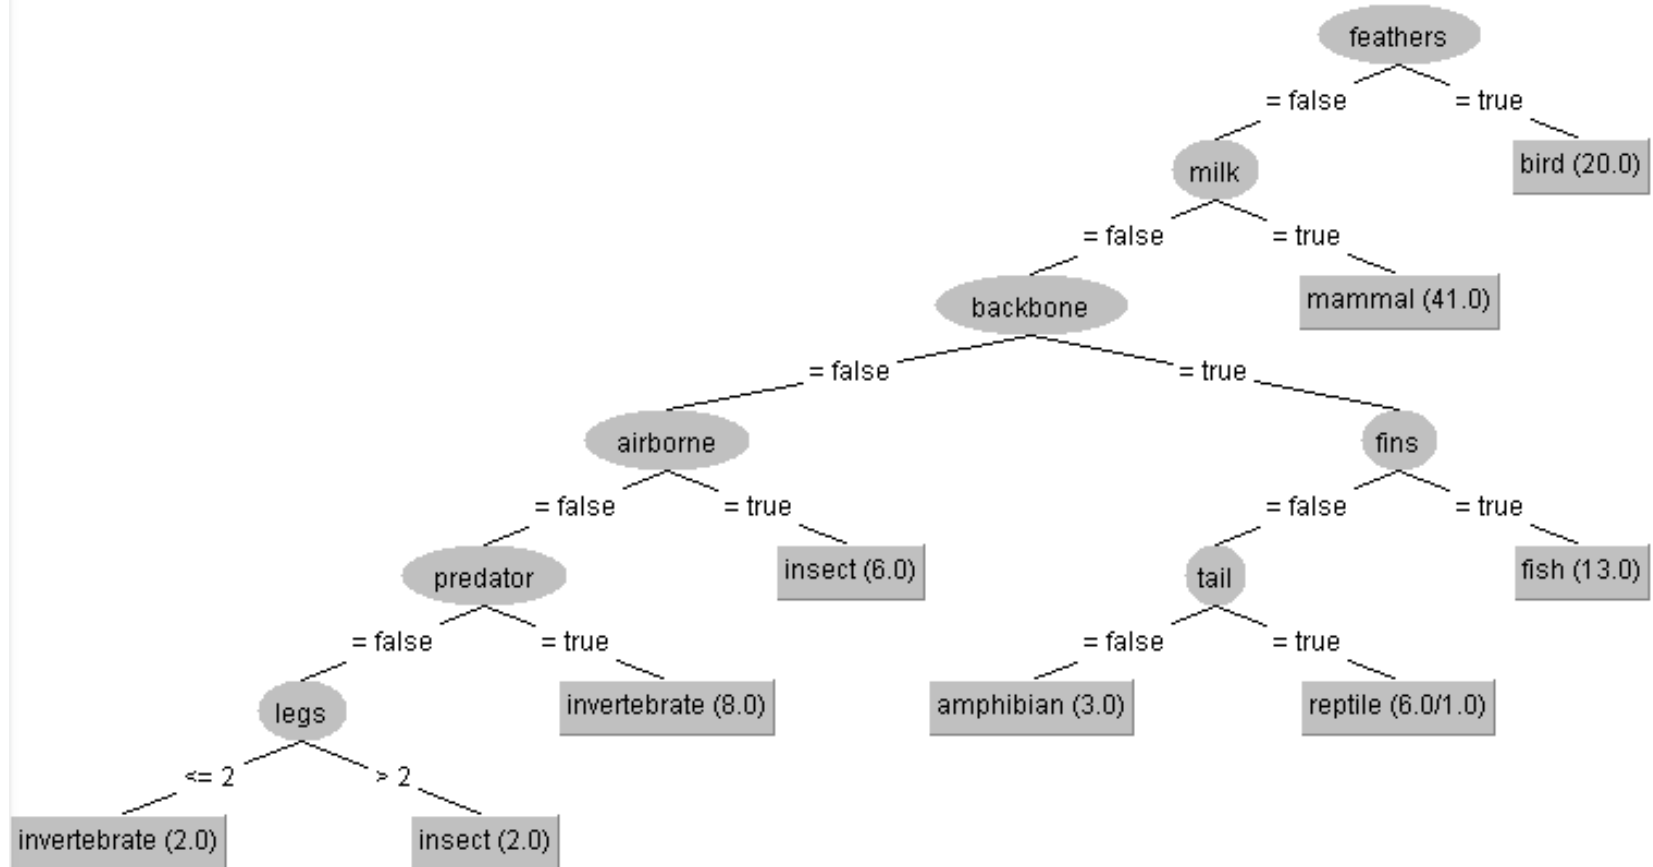 feathers
= false
= true
milk
bird (20.0)
= false
= true
backbone
mammal (41.0)
= false
= true
airborne
fins
= false
= true
= false
= true
predator
insect (6.0)
tail
fish (13.0)
= false
= true
= false
= true
legs
invertebrate (8.0)
amphibian (3.0)
reptile (6.0/1.0)
<= 2
> 2
invertebrate (2.0)
insect (2.0)